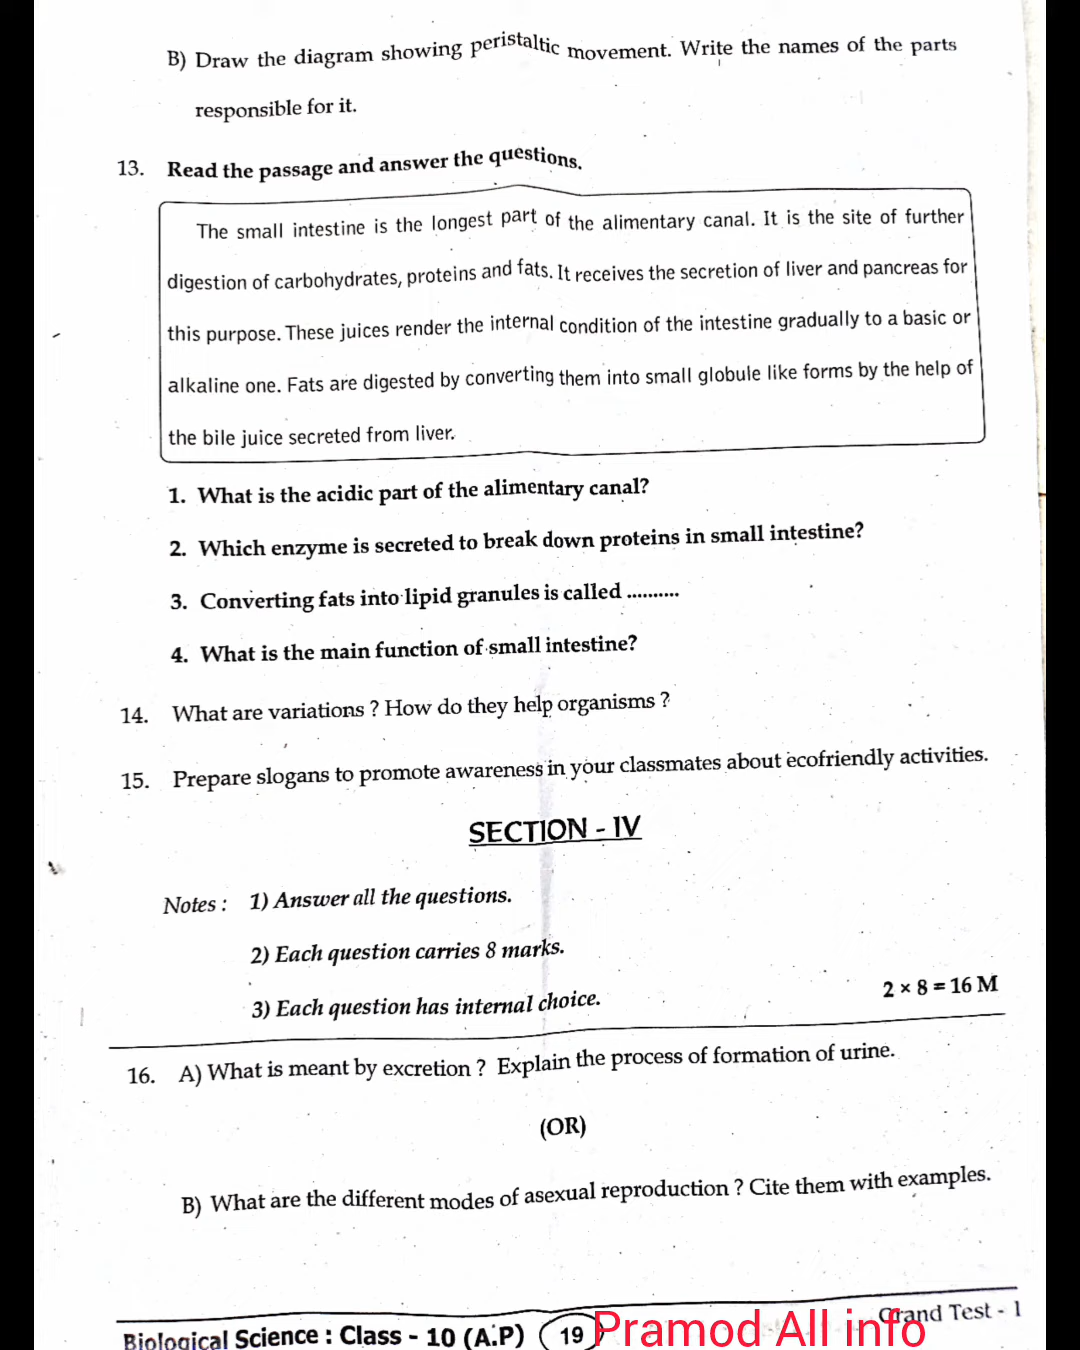 B) Draw the diagram showing peristaltic movement. Write the names of the parts
responsible for it.
13. Read the passage and answer the questions.
The small intestine is the longest part of the alimentary canal. It is the site of further
digestion of carbohydrates, proteins and fats. It receives the secretion of liver and pancreas for
this purpose. These juices render the internal condition of the intestine gradually to a basic or
alkaline one. Fats are digested by converting them into small globule like forms by the help of
the bile juice secreted from liver.
1. What is the acidic part of the alimentary canal?
2. Which enzyme is secreted to break down proteins in small intestine?
3. Converting fats into lipid granules is called ..........
4. What is the main function of small intestine?
14. What are variations ? How do they help organisms ?
15. Prepare slogans to promote awareness in your classmates about ecofriendly activities.
SECTION - IV
Notes : 1) Answer all the questions.
2) Each question carries 8 marks.
3) Each question has internal choice.
2 × 8 = 16 M
16. A) What is meant by excretion ? Explain the process of formation of urine.
(OR)
B) What are the different modes of asexual reproduction ? Cite them with examples.
Biological Science : Class - 10 (A.P) 19 Grand Test - 1
Pramod All info